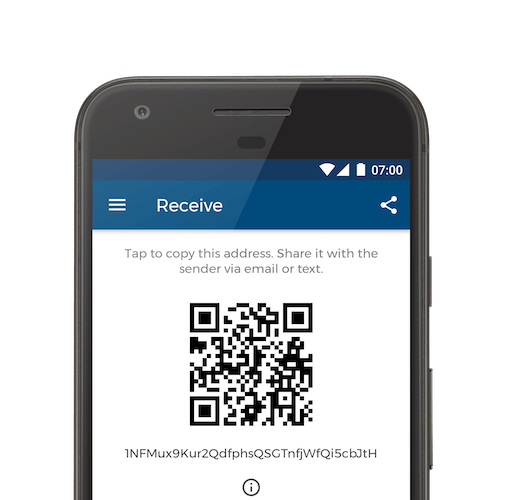 07:00
Receive
Tap to copy this address. Share it with the
sender via email or text.
1NFMux9Kur2QdfphsQSGTnfjWfQi5cbJtH